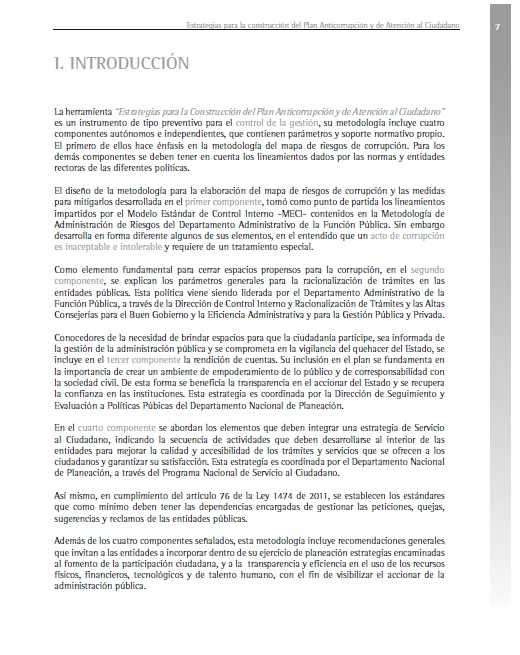 Estrategias para la construcción del Plan Anticorrupción y de Atención al Ciudadano
7
I. INTRODUCCIÓN
La herramienta "Estrategias para la Construcción del Plan Anticorrupción y de Atención al Ciudadano"
es un instrumento de tipo preventivo para el control de la gestión, su metodología incluye cuatro
componentes autónomos e independientes, que contienen parámetros y soporte normativo propio.
El primero de ellos hace énfasis en la metodología del mapa de riesgos de corrupción. Para los
demás componentes se deben tener en cuenta los lineamientos dados por las normas y entidades
rectoras de las diferentes políticas.
El diseño de la metodología para la elaboración del mapa de riesgos de corrupción y las medidas
para mitigarlos desarrollada en el primer componente, tomó como punto de partida los lineamientos
impartidos por el Modelo Estándar de Control Interno -MECI- contenidos en la Metodología de
Administración de Riesgos del Departamento Administrativo de la Función Pública. Sin embargo
desarrolla en forma diferente algunos de sus elementos, en el entendido que un acto de corrupción
es inaceptable e intolerable y requiere de un tratamiento especial.
Como elemento fundamental para cerrar espacios propensos para la corrupción, en el segundo
componente, se explican los parámetros generales para la racionalización de trámites en las
entidades públicas. Esta política viene siendo liderada por el Departamento Administrativo de la
Función Pública, a través de la Dirección de Control Interno y Racionalización de Trámites y las Altas
Consejerías para el Buen Gobierno y la Eficiencia Administrativa y para la Gestión Pública y Privada.
Conocedores de la necesidad de brindar espacios para que la ciudadanía participe, sea informada de
la gestión de la administración pública y se comprometa en la vigilancia del quehacer del Estado, se
incluye en el tercer componente la rendición de cuentas. Su inclusión en el plan se fundamenta en
la importancia de crear un ambiente de empoderamiento de lo público y de corresponsabilidad con
la sociedad civil. De esta forma se beneficia la transparencia en el accionar del Estado y se recupera
la confianza en las instituciones. Esta estrategia es coordinada por la Dirección de Seguimiento y
Evaluación a Políticas Púbicas del Departamento Nacional de Planeación.
En el cuarto componente se abordan los elementos que deben integrar una estrategia de Servicio
al Ciudadano, indicando la secuencia de actividades que deben desarrollarse al interior de las
entidades para mejorar la calidad y accesibilidad de los trámites y servicios que se ofrecen a los
ciudadanos y garantizar su satisfacción. Esta estrategia es coordinada por el Departamento Nacional
de Planeación, a través del Programa Nacional de Servicio al Ciudadano.
Así mismo, en cumplimiento del artículo 76 de la Ley 1474 de 2011, se establecen los estándares
que como mínimo deben tener las dependencias encargadas de gestionar las peticiones, quejas,
sugerencias y reclamos de las entidades públicas.
Además de los cuatro componentes señalados, esta metodología incluye recomendaciones generales
que invitan a las entidades a incorporar dentro de su ejercicio de planeación estrategias encaminadas
al fomento de la participación ciudadana, y a la transparencia y eficiencia en el uso de los recursos
físicos, financieros, tecnológicos y de talento humano, con el fin de visibilizar el accionar de la
administración pública.